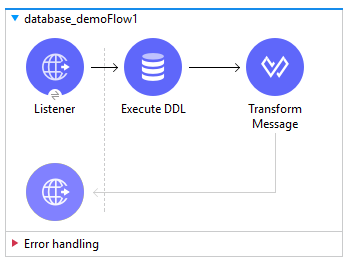 database_demoFlow1
Listener
Execute DDL
Transform
Message
Error handling